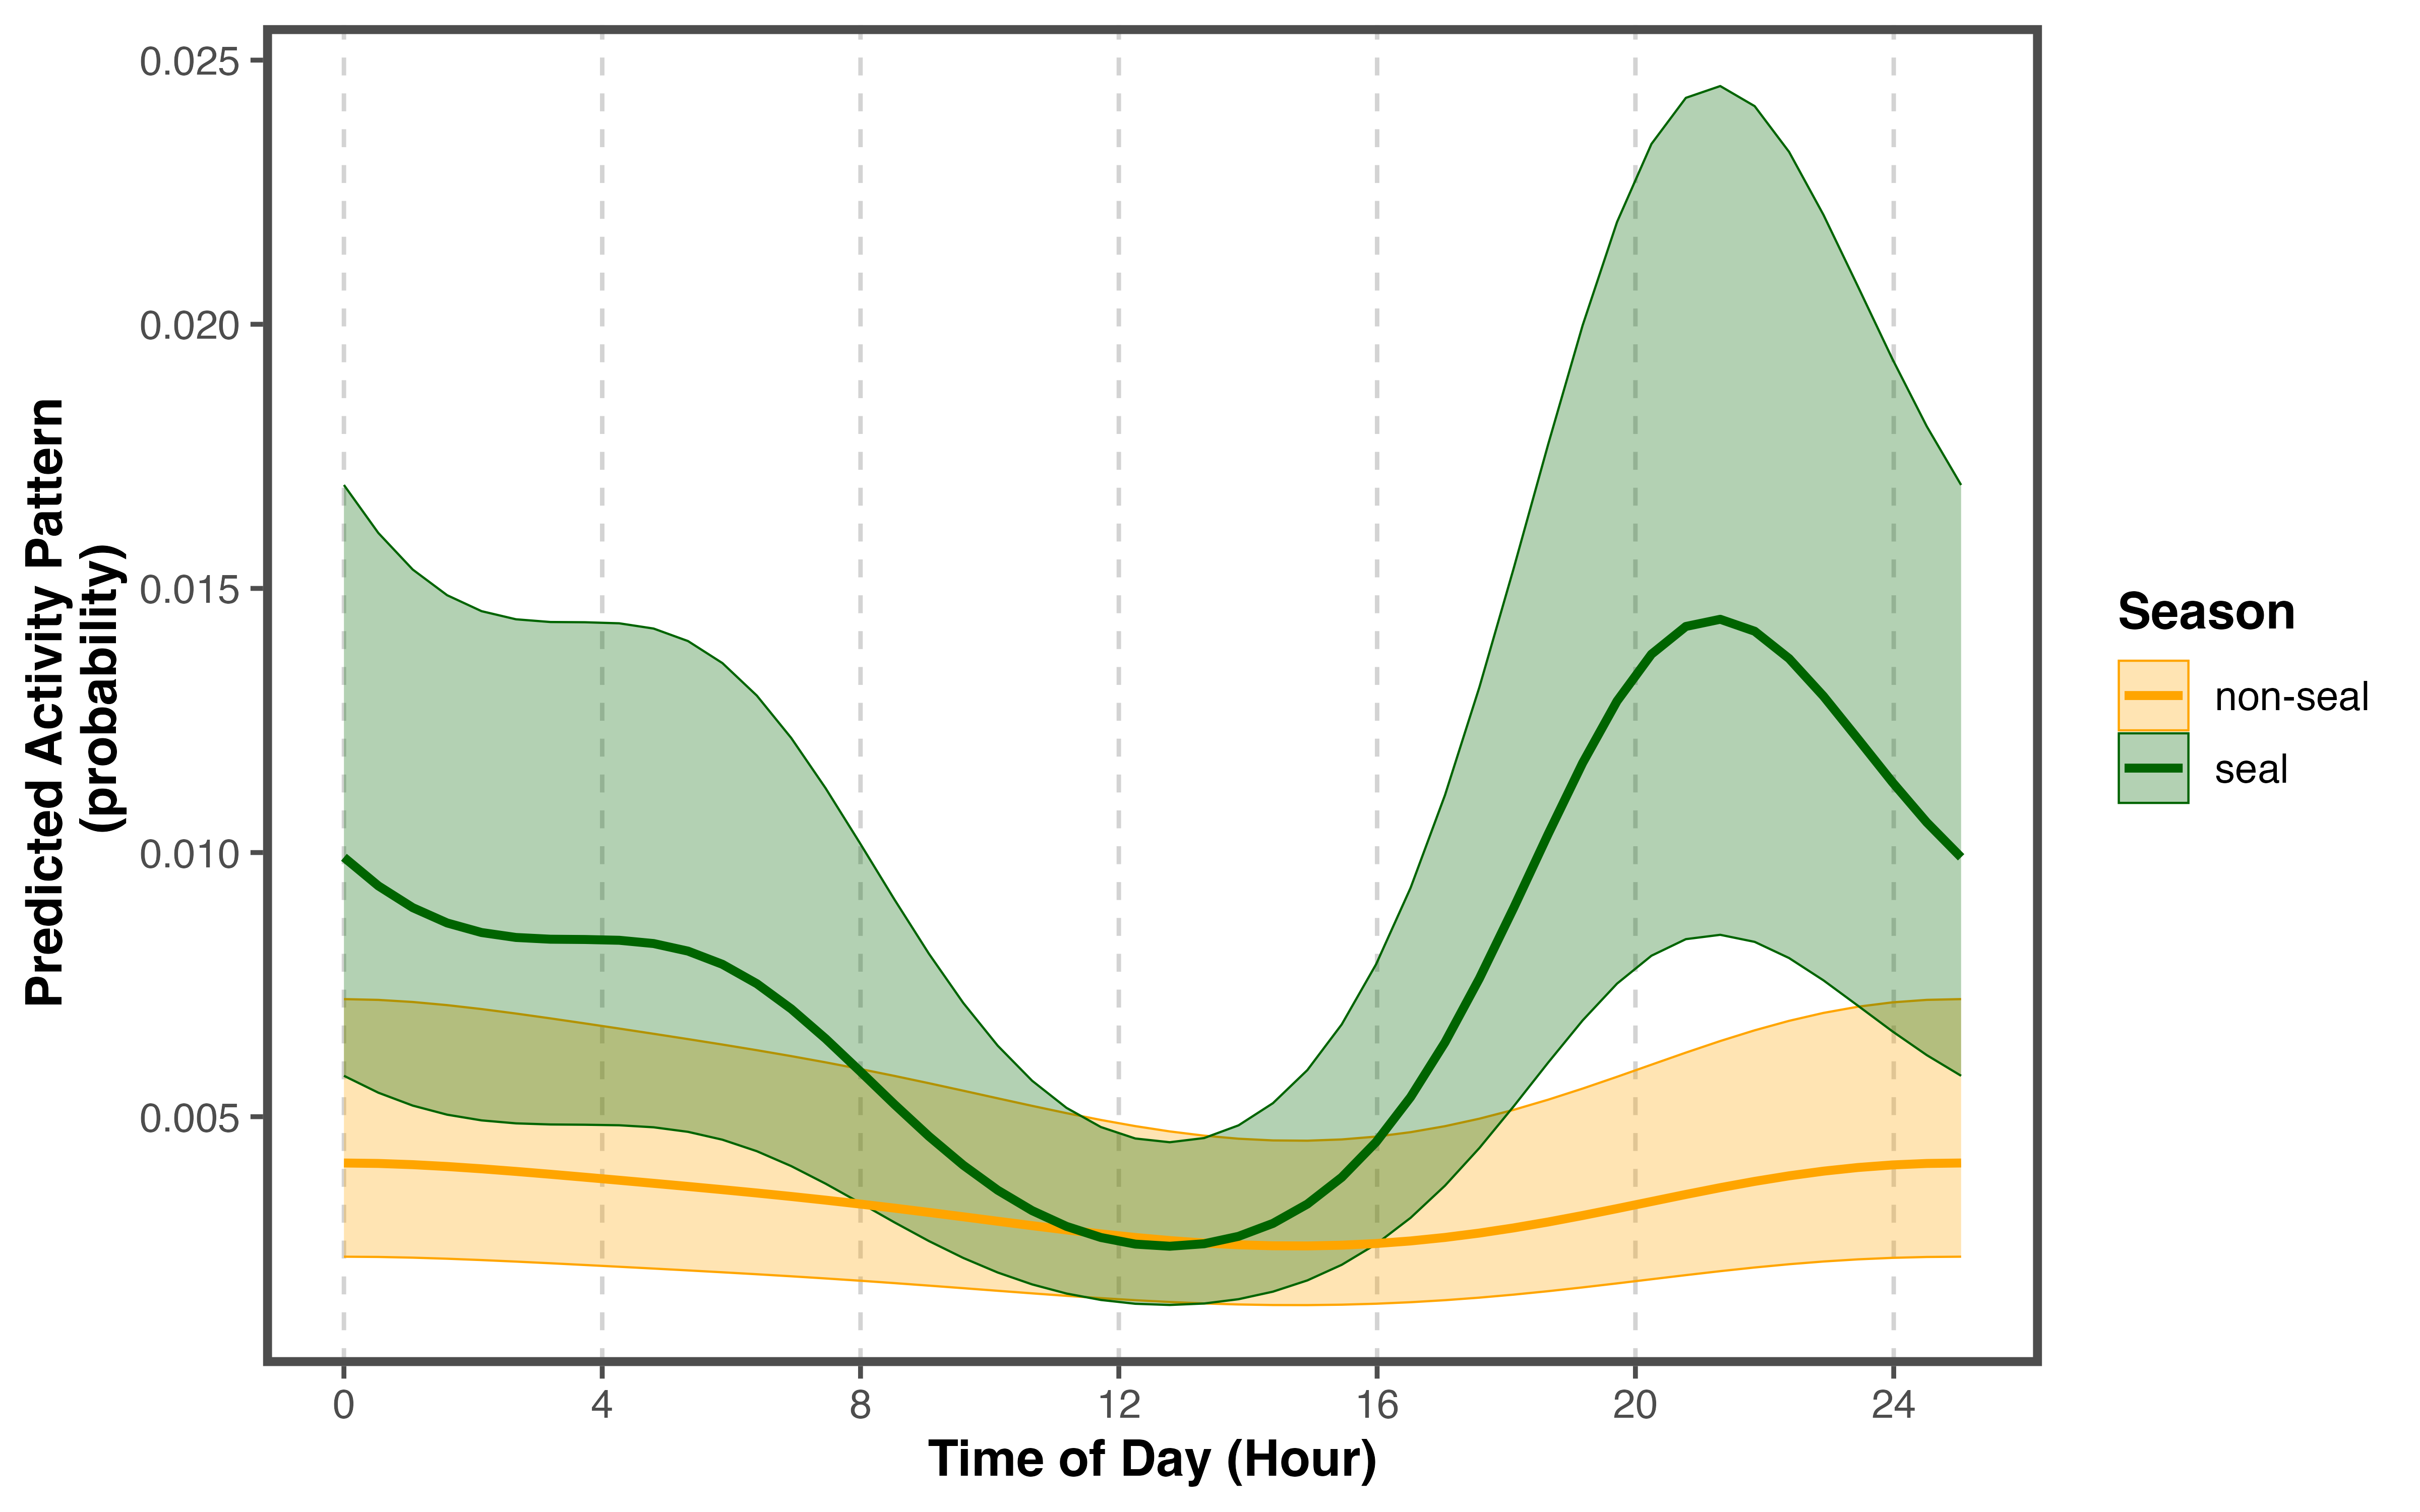 0.025
0.020
0.015
0.010
0.005
Predicted Activity Pattern
(probability)
0 4 8 12 16 20 24
Time of Day (Hour)
Season
non-seal
seal